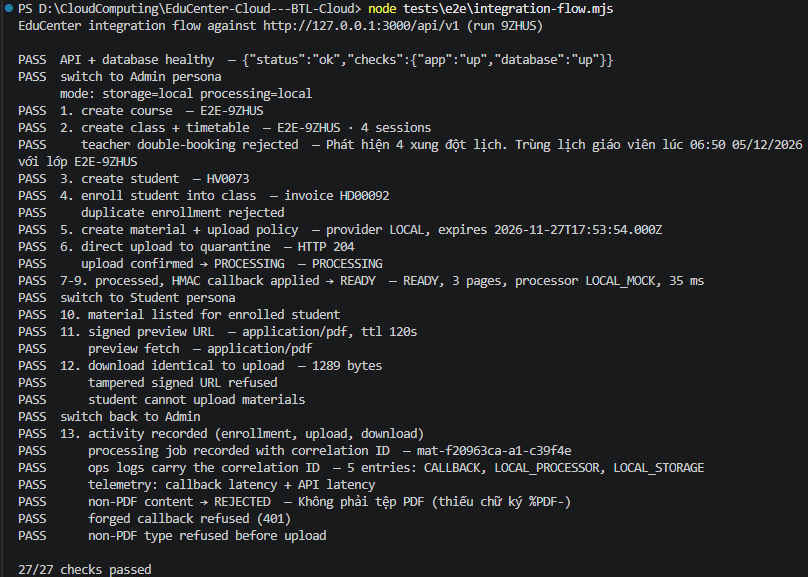 PS D:\CloudComputing\EduCenter-Cloud---BTL-Cloud> node tests\e2e\integration-flow.mjs
EduCenter integration flow against http://127.0.0.1:3000/api/v1 (run 9ZHUS)
PASS  API + database healthy  — {"status":"ok","checks":{"app":"up","database":"up"}}
PASS  switch to Admin persona
      mode: storage=local processing=local
PASS  1. create course  — E2E-9ZHUS
PASS  2. create class + timetable  — E2E-9ZHUS · 4 sessions
PASS     teacher double-booking rejected  — Phát hiện 4 xung đột lịch. Trùng lịch giáo viên lúc 06:50 05/12/2026
với lớp E2E-9ZHUS
PASS  3. create student  — HV0073
PASS  4. enroll student into class  — invoice HD00092
PASS     duplicate enrollment rejected
PASS  5. create material + upload policy  — provider LOCAL, expires 2026-11-27T17:53:54.000Z
PASS  6. direct upload to quarantine  — HTTP 204
PASS     upload confirmed → PROCESSING  — PROCESSING
PASS  7-9. processed, HMAC callback applied → READY  — READY, 3 pages, processor LOCAL_MOCK, 35 ms
PASS  switch to Student persona
PASS  10. material listed for enrolled student
PASS  11. signed preview URL  — application/pdf, ttl 120s
PASS      preview fetch  — application/pdf
PASS  12. download identical to upload  — 1289 bytes
PASS      tampered signed URL refused
PASS      student cannot upload materials
PASS  switch back to Admin
PASS  13. activity recorded (enrollment, upload, download)
PASS      processing job recorded with correlation ID  — mat-f20963ca-a1-c39f4e
PASS      ops logs carry the correlation ID  — 5 entries: CALLBACK, LOCAL_PROCESSOR, LOCAL_STORAGE
PASS      telemetry: callback latency + API latency
PASS      non-PDF content → REJECTED  — Không phải tệp PDF (thiếu chữ ký %PDF-)
PASS      forged callback refused (401)
PASS      non-PDF type refused before upload
27/27 checks passed